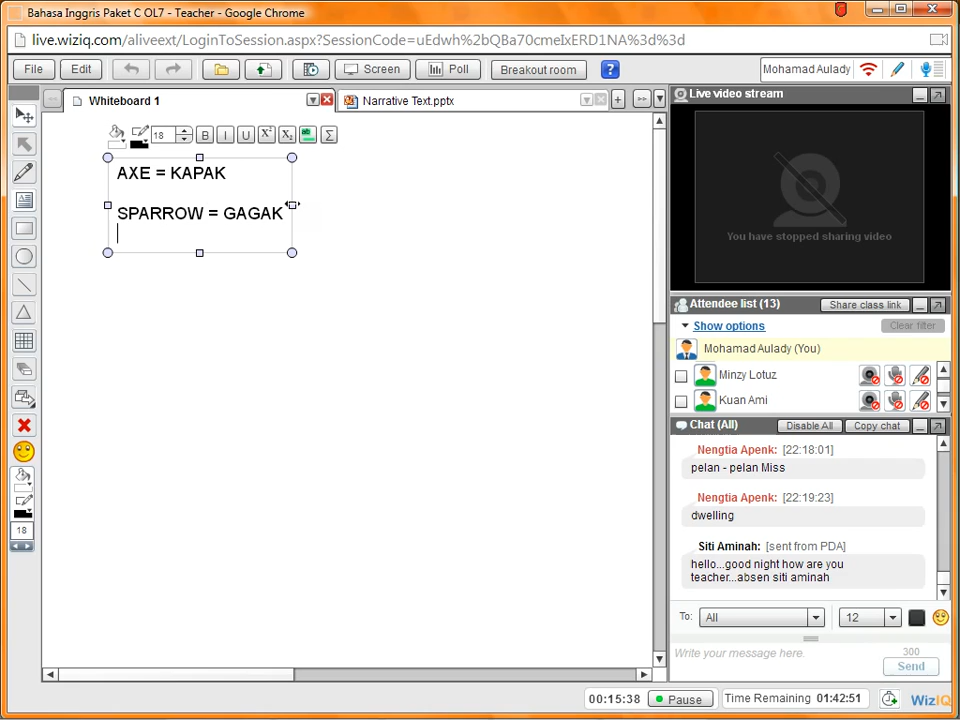 Bahasa Inggris Paket C OL7 - Teacher - Google Chrome
live.wiziq.com/aliveext/LoginToSession.aspx?SessionCode=uEdwh%2bQBa70cmeIxERD1NA%3d%3d
File Edit Screen Poll Breakout room ? Mohamad Aulady
Whiteboard 1 Narrative Text.pptx
18 B I U X² X₂ Σ
AXE = KAPAK
SPARROW = GAGAK
18
Live video stream
You have stopped sharing video
Attendee list (13) Share class link
Show options Clear filter
Mohamad Aulady (You)
Minzy Lotuz
Kuan Ami
Chat (All) Disable All Copy chat
Nengtia Apenk: [22:18:01]
pelan - pelan Miss
Nengtia Apenk: [22:19:23]
dwelling
Siti Aminah: [sent from PDA]
hello...good night how are you
teacher...absen siti aminah
To: All 12
Write your message here. 300
Send
00:15:38 Pause Time Remaining 01:42:51 WizIQ